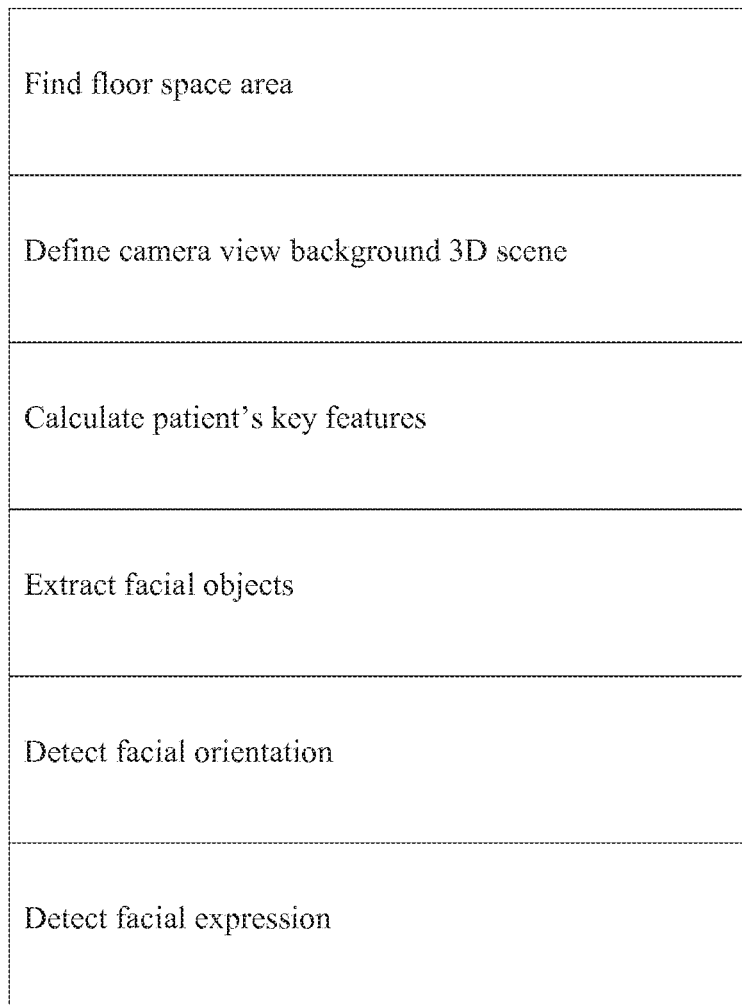 Find floor space area
Define camera view background 3D scene
Calculate patient’s key features
Extract facial objects
Detect facial orientation
Detect facial expression